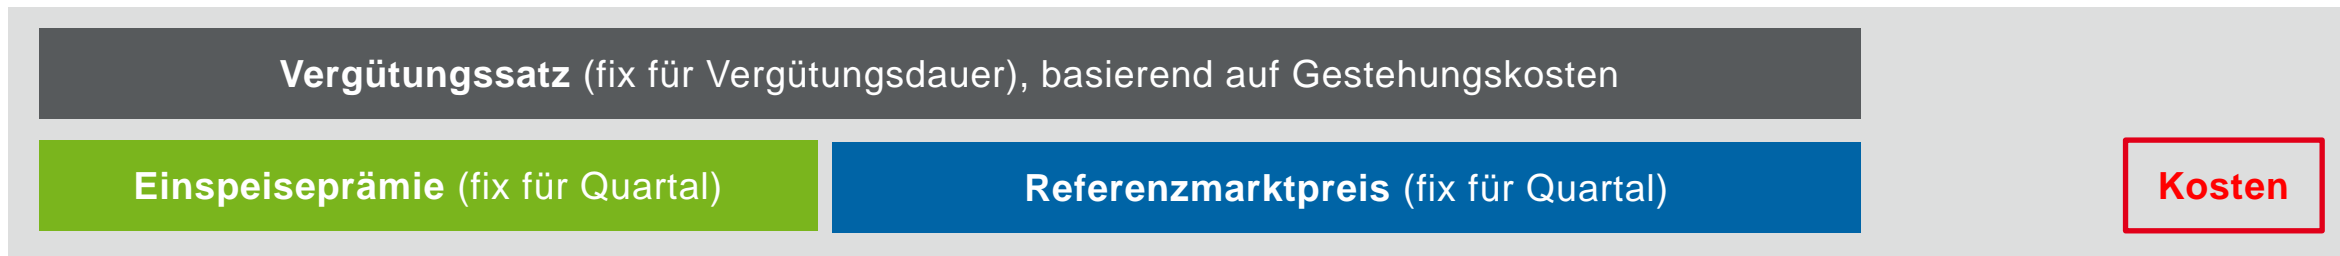 Vergütungssatz (fix für Vergütungsdauer), basierend auf Gestehungskosten
Einspeiseprämie (fix für Quartal)
Referenzmarktpreis (fix für Quartal)
Kosten